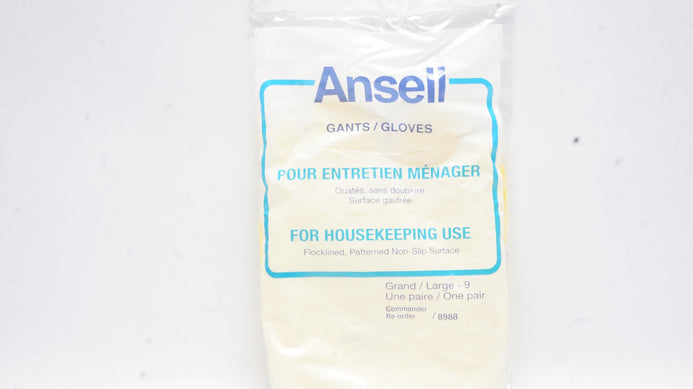 Ansell
GANTS / GLOVES
POUR ENTRETIEN MÉNAGER
Ouatés, sans doublure
Surface gaufrée
FOR HOUSEKEEPING USE
Flocklined, Patterned Non-Slip Surface
Grand / Large - 9
Une paire / One pair
Commander
Re-order / 8988